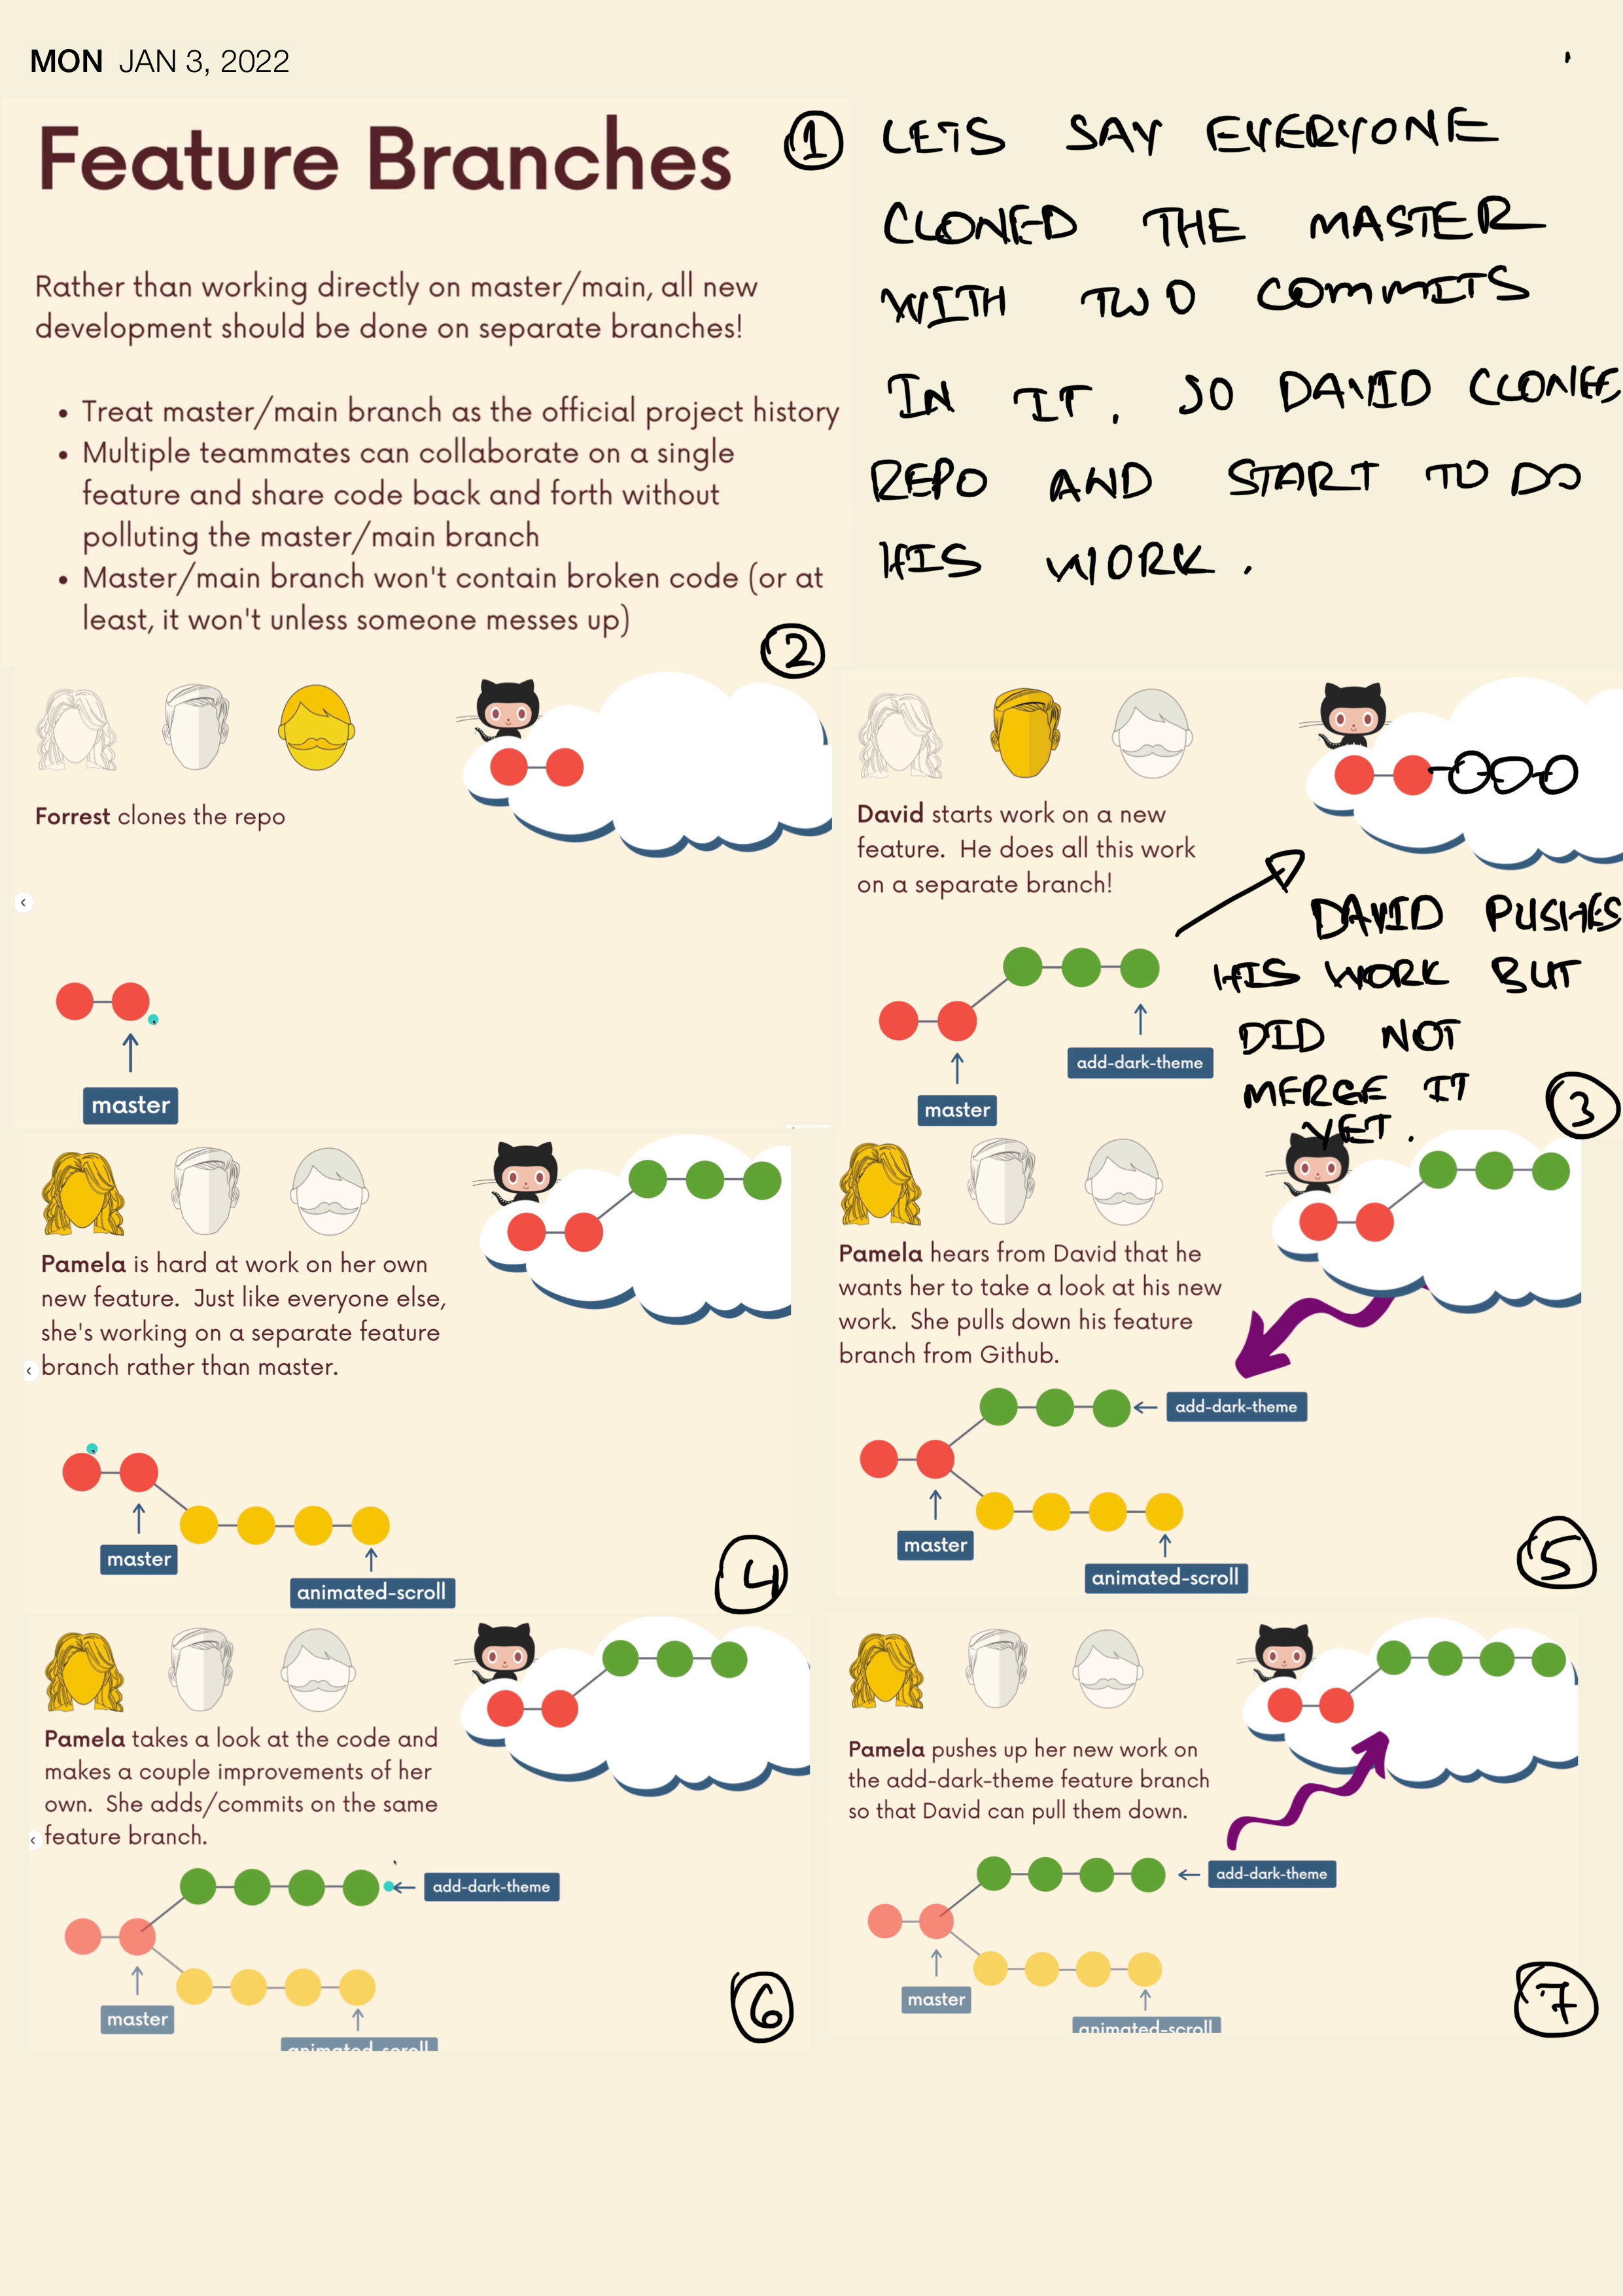 MON JAN 3, 2022
Feature Branches
Rather than working directly on master/main, all new
development should be done on separate branches!
• Treat master/main branch as the official project history
• Multiple teammates can collaborate on a single
feature and share code back and forth without
polluting the master/main branch
• Master/main branch won't contain broken code (or at
least, it won't unless someone messes up)
1 LETS SAY EVERYONE
CLONED THE MASTER
WITH TWO COMMITS
IN IT. SO DAVID CLONES
REPO AND START TO DO
HIS WORK.
2
Forrest clones the repo
master
David starts work on a new
feature. He does all this work
on a separate branch!
DAVID PUSHES
HIS WORK BUT
DID NOT
MERGE IT
YET.
add-dark-theme
master
3
Pamela is hard at work on her own
new feature. Just like everyone else,
she's working on a separate feature
branch rather than master.
master
animated-scroll
4
Pamela hears from David that he
wants her to take a look at his new
work. She pulls down his feature
branch from Github.
add-dark-theme
master
animated-scroll
5
Pamela takes a look at the code and
makes a couple improvements of her
own. She adds/commits on the same
feature branch.
add-dark-theme
master
animated-scroll
6
Pamela pushes up her new work on
the add-dark-theme feature branch
so that David can pull them down.
add-dark-theme
master
animated-scroll
7